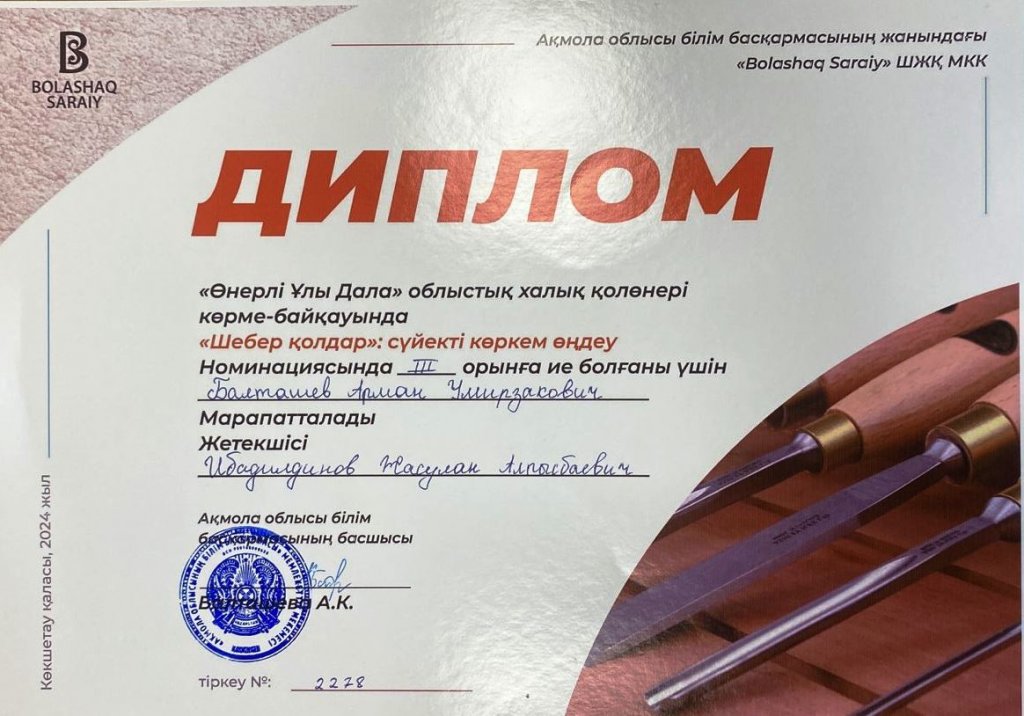 BOLASHAQ
SARAIY
Ақмола облысы білім басқармасының жанындағы
«Bolashaq Saraiy» ШЖҚ МКК
ДИПЛОМ
«Өнерлі Ұлы Дала» облыстық халық қолөнері
көрме-байқауында
«Шебер қолдар»: сүйекті көркем өңдеу
Номинациясында III орынға ие болғаны үшін
Балташев Арман Умирзакович
Марапатталады
Жетекшісі
Ибадилдинов Жасулан Алпысбаевич
Ақмола облысы білім
басқармасының басшысы
Балташева А.К.
тіркеу №: 2278
Көкшетау қаласы, 2024 жыл